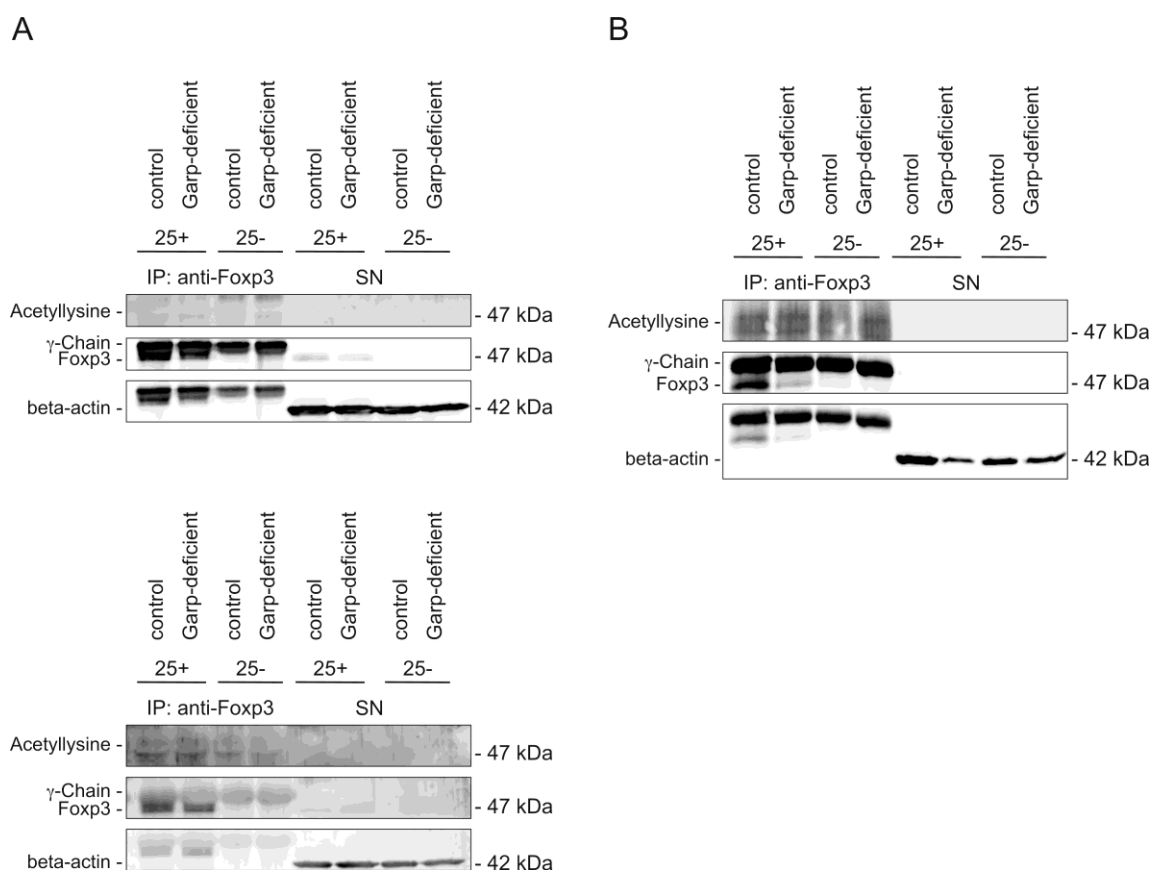 A
control
Garp-deficient
control
Garp-deficient
control
Garp-deficient
control
Garp-deficient
25+ 25- 25+ 25-
IP: anti-Foxp3 SN
Acetyllysine - - 47 kDa
γ-Chain -
Foxp3 - - 47 kDa
beta-actin - - 42 kDa
control
Garp-deficient
control
Garp-deficient
control
Garp-deficient
control
Garp-deficient
25+ 25- 25+ 25-
IP: anti-Foxp3 SN
Acetyllysine - - 47 kDa
γ-Chain -
Foxp3 - - 47 kDa
beta-actin - - 42 kDa
B
control
Garp-deficient
control
Garp-deficient
control
Garp-deficient
control
Garp-deficient
25+ 25- 25+ 25-
IP: anti-Foxp3 SN
Acetyllysine - - 47 kDa
γ-Chain -
Foxp3 - - 47 kDa
beta-actin - - 42 kDa